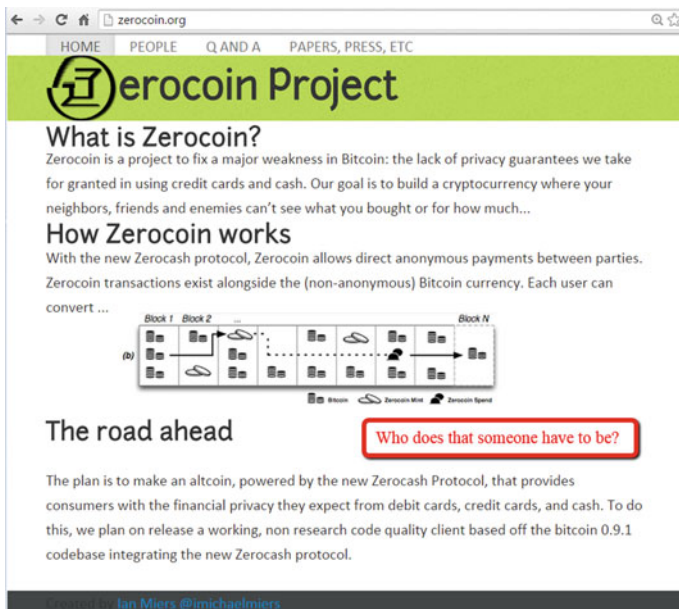 zerocoin.org
HOME PEOPLE Q AND A PAPERS, PRESS, ETC
Zerocoin Project
What is Zerocoin?
Zerocoin is a project to fix a major weakness in Bitcoin: the lack of privacy guarantees we take
for granted in using credit cards and cash. Our goal is to build a cryptocurrency where your
neighbors, friends and enemies can't see what you bought or for how much...
How Zerocoin works
With the new Zerocash protocol, Zerocoin allows direct anonymous payments between parties.
Zerocoin transactions exist alongside the (non-anonymous) Bitcoin currency. Each user can
convert ...
Block 1 Block 2 ... Block N
(b)
Bitcoin Zerocoin Mint Zerocoin Spend
The road ahead
Who does that someone have to be?
The plan is to make an altcoin, powered by the new Zerocash Protocol, that provides
consumers with the financial privacy they expect from debit cards, credit cards, and cash. To do
this, we plan on release a working, non research code quality client based off the bitcoin 0.9.1
codebase integrating the new Zerocash protocol.
Created by Ian Miers @imichaelmiers